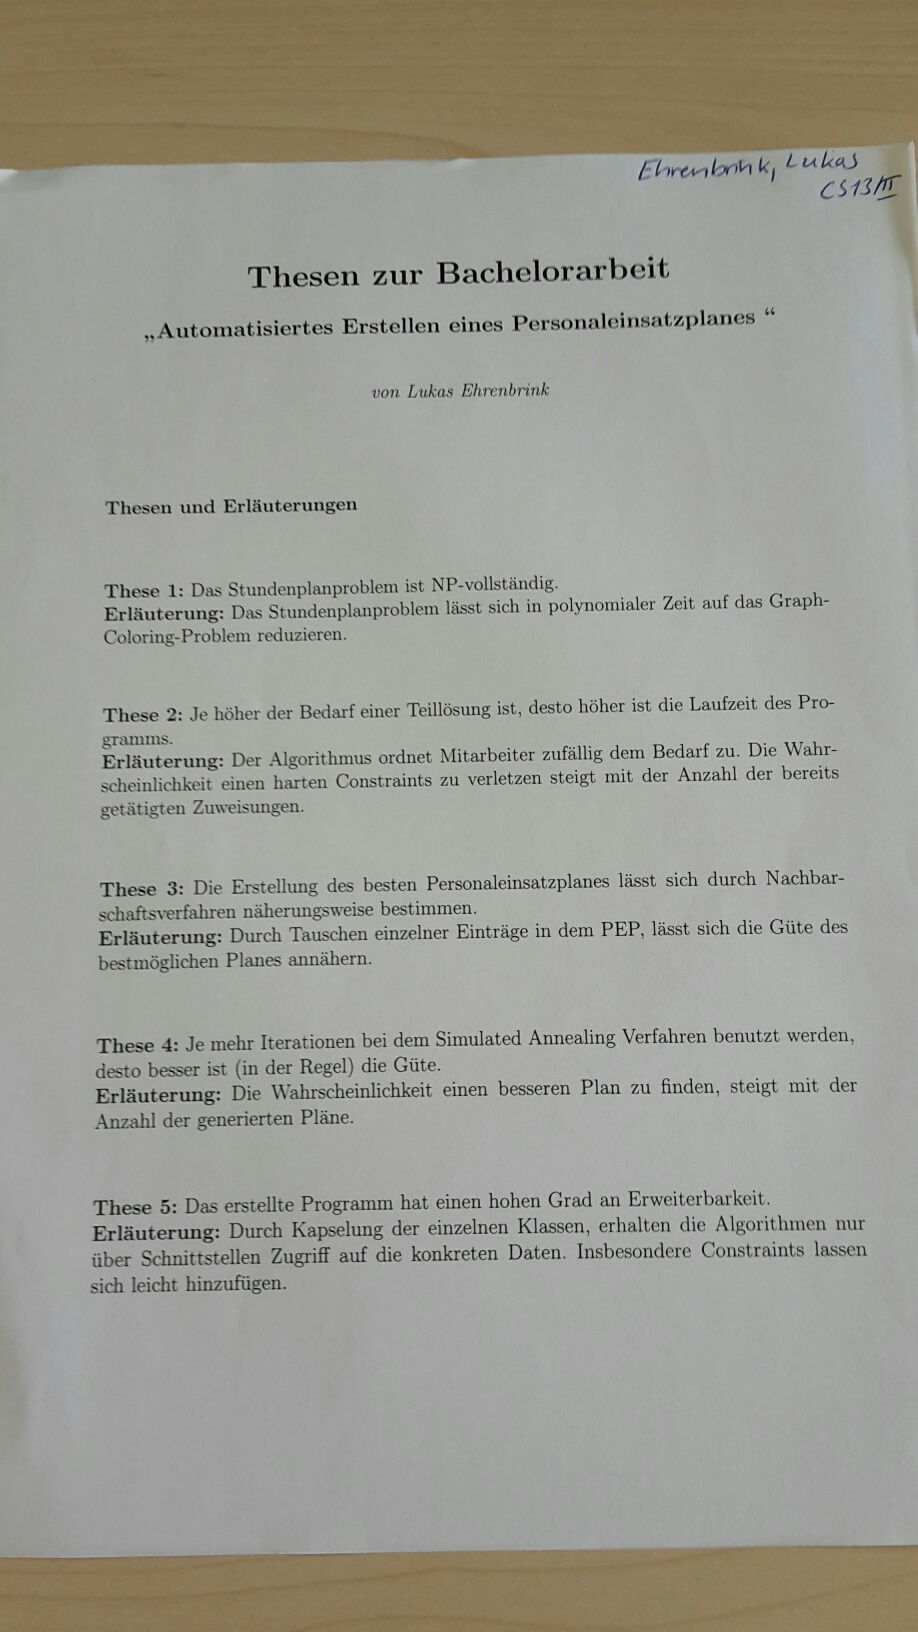 Ehrenbrink, Lukas
CS13/III
Thesen zur Bachelorarbeit
„Automatisiertes Erstellen eines Personaleinsatzplanes “
von Lukas Ehrenbrink
Thesen und Erläuterungen
These 1: Das Stundenplanproblem ist NP-vollständig.
Erläuterung: Das Stundenplanproblem lässt sich in polynomialer Zeit auf das Graph-
Coloring-Problem reduzieren.
These 2: Je höher der Bedarf einer Teillösung ist, desto höher ist die Laufzeit des Pro-
gramms.
Erläuterung: Der Algorithmus ordnet Mitarbeiter zufällig dem Bedarf zu. Die Wahr-
scheinlichkeit einen harten Constraints zu verletzen steigt mit der Anzahl der bereits
getätigten Zuweisungen.
These 3: Die Erstellung des besten Personaleinsatzplanes lässt sich durch Nachbar-
schaftsverfahren näherungsweise bestimmen.
Erläuterung: Durch Tauschen einzelner Einträge in dem PEP, lässt sich die Güte des
bestmöglichen Planes annähern.
These 4: Je mehr Iterationen bei dem Simulated Annealing Verfahren benutzt werden,
desto besser ist (in der Regel) die Güte.
Erläuterung: Die Wahrscheinlichkeit einen besseren Plan zu finden, steigt mit der
Anzahl der generierten Pläne.
These 5: Das erstellte Programm hat einen hohen Grad an Erweiterbarkeit.
Erläuterung: Durch Kapselung der einzelnen Klassen, erhalten die Algorithmen nur
über Schnittstellen Zugriff auf die konkreten Daten. Insbesondere Constraints lassen
sich leicht hinzufügen.